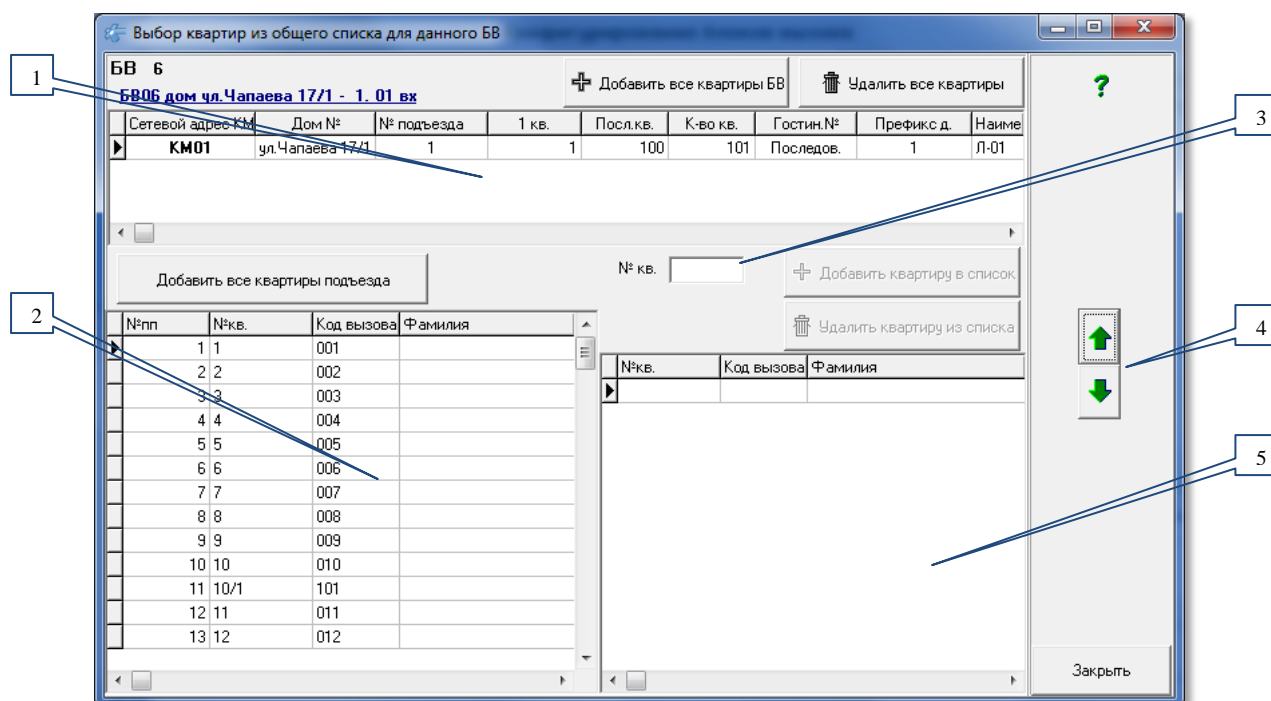 Выбор квартир из общего списка для данного БВ
БВ 6
БВ06 дом ул.Чапаева 17/1 - 1. 01 вх
Добавить все квартиры БВ
Удалить все квартиры
?
Сетевой адрес КМ Дом № № подъезда 1 кв. Посл.кв. К-во кв. Гостин.№ Префикс д. Наиме
КМ01 ул.Чапаева 17/1 1 1 100 101 Последов. 1 Л-01
Добавить все квартиры подъезда
№ кв.
Добавить квартиру в список
Удалить квартиру из списка
№пп №кв. Код вызова Фамилия
1 1 001
2 2 002
3 3 003
4 4 004
5 5 005
6 6 006
7 7 007
8 8 008
9 9 009
10 10 010
11 10/1 101
12 11 011
13 12 012
№кв. Код вызова Фамилия
Закрыть
1
2
3
4
5